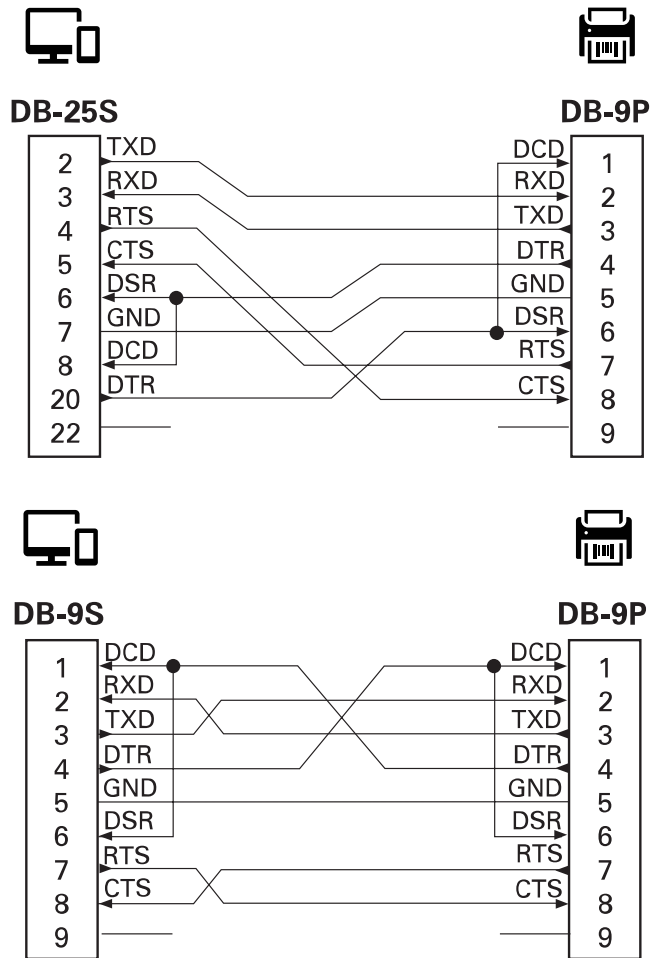 DB-25S DB-9P
2 TXD DCD 1
3 RXD RXD 2
4 RTS TXD 3
5 CTS DTR 4
6 DSR GND 5
7 GND DSR 6
8 DCD RTS 7
20 DTR CTS 8
22 9
DB-9S DB-9P
1 DCD DCD 1
2 RXD RXD 2
3 TXD TXD 3
4 DTR DTR 4
5 GND GND 5
6 DSR DSR 6
7 RTS RTS 7
8 CTS CTS 8
9 9